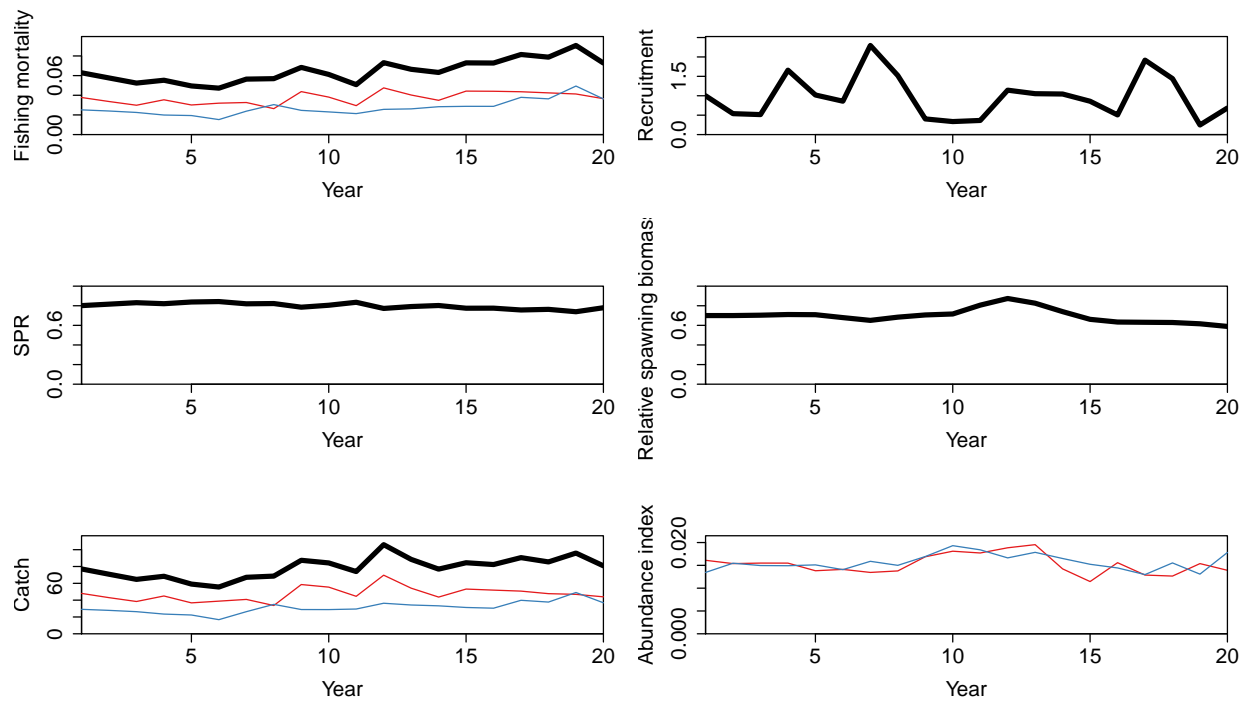 Fishing mortality
0.00 0.06
5 10 15 20
Year
Recruitment
0.0 1.5
5 10 15 20
Year
SPR
0.0 0.6
5 10 15 20
Year
Relative spawning biomas
0.0 0.6
5 10 15 20
Year
Catch
0 60
5 10 15 20
Year
Abundance index
0.000 0.020
5 10 15 20
Year